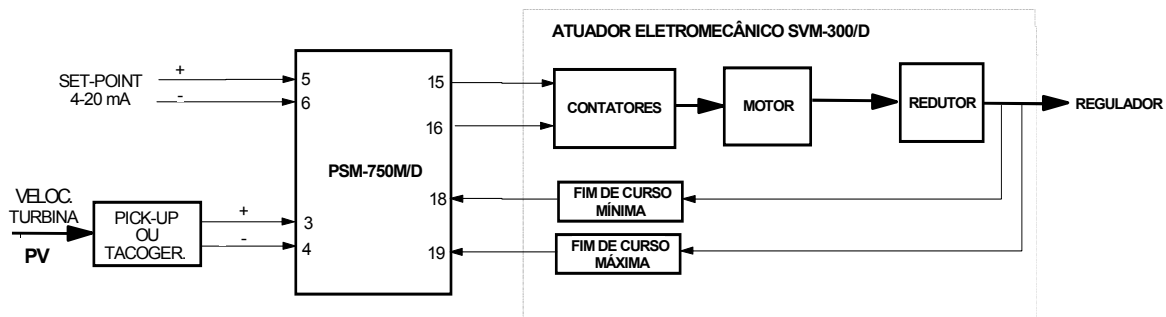 ATUADOR ELETROMECÂNICO SVM-300/D
SET-POINT
4-20 mA
+
-
5
6
15
16
CONTATORES
MOTOR
REDUTOR
REGULADOR
PSM-750M/D
VELOC.
TURBINA
PV
PICK-UP
OU
TACOGER.
+
-
3
4
18
19
FIM DE CURSO
MÍNIMA
FIM DE CURSO
MÁXIMA